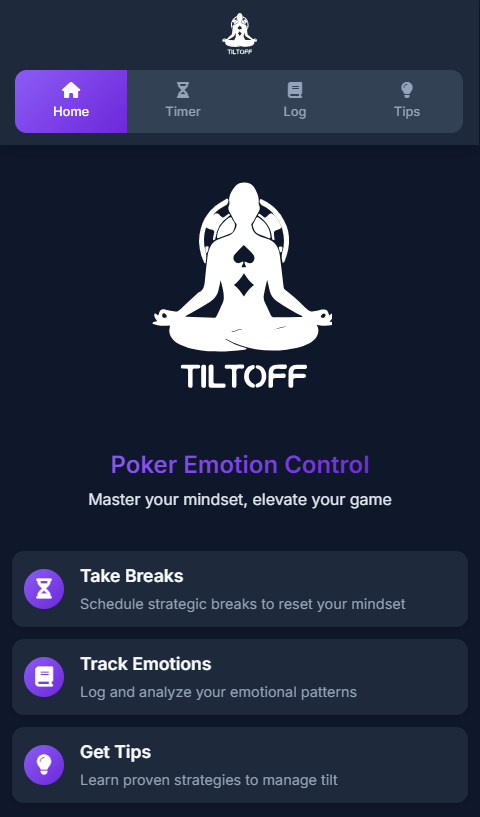 TILTOFF
Home
Timer
Log
Tips
TILTOFF
Poker Emotion Control
Master your mindset, elevate your game
Take Breaks
Schedule strategic breaks to reset your mindset
Track Emotions
Log and analyze your emotional patterns
Get Tips
Learn proven strategies to manage tilt